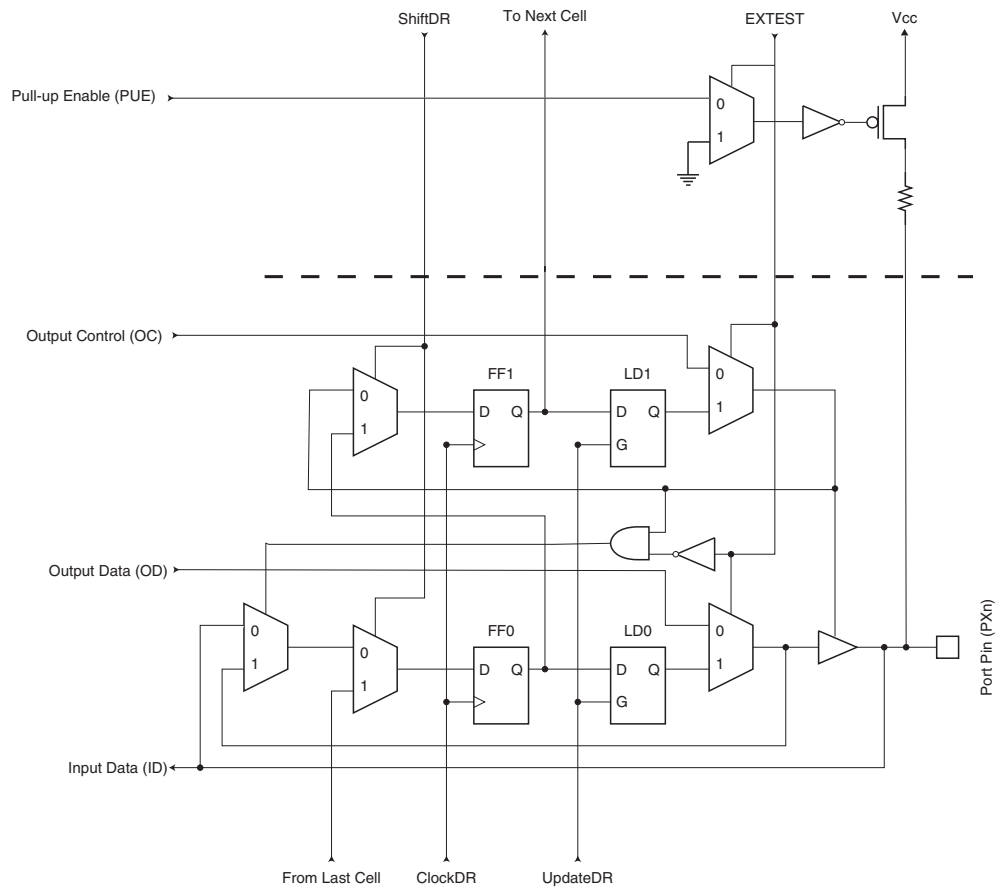 ShiftDR
To Next Cell
EXTEST
Vcc
Pull-up Enable (PUE)
0
1
Output Control (OC)
FF1
LD1
0
1
D Q
D Q
0
1
G
Output Data (OD)
FF0
LD0
0
1
0
1
D Q
D Q
0
1
G
Port Pin (PXn)
Input Data (ID)
From Last Cell
ClockDR
UpdateDR